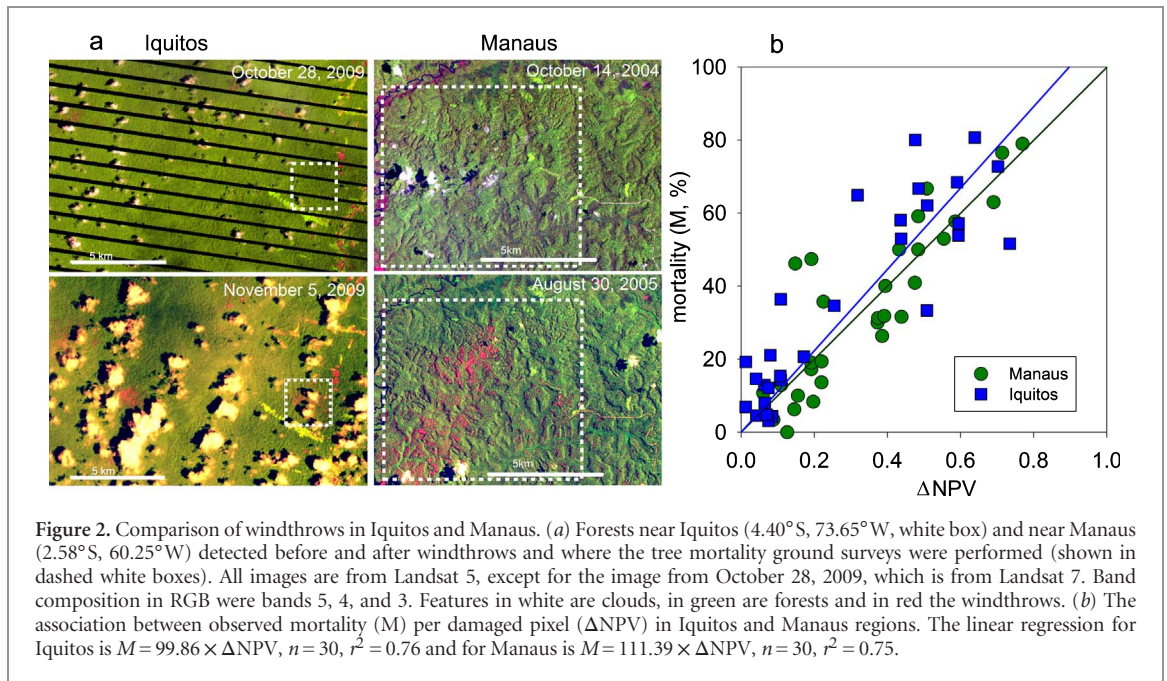 a Iquitos Manaus b
October 28, 2009
October 14, 2004
5 km
5km
November 5, 2009
August 30, 2005
5 km
5km
100
80
60
40
20
0
mortality (M, %)
Manaus
Iquitos
0.0 0.2 0.4 0.6 0.8 1.0
ΔNPV
Figure 2. Comparison of windthrows in Iquitos and Manaus. (a) Forests near Iquitos (4.40°S, 73.65°W, white box) and near Manaus
(2.58°S, 60.25°W) detected before and after windthrows and where the tree mortality ground surveys were performed (shown in
dashed white boxes). All images are from Landsat 5, except for the image from October 28, 2009, which is from Landsat 7. Band
composition in RGB were bands 5, 4, and 3. Features in white are clouds, in green are forests and in red the windthrows. (b) The
association between observed mortality (M) per damaged pixel (ΔNPV) in Iquitos and Manaus regions. The linear regression for
Iquitos is M = 99.86 × ΔNPV, n = 30, r² = 0.76 and for Manaus is M = 111.39 × ΔNPV, n = 30, r² = 0.75.